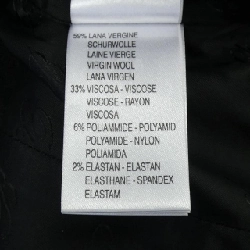 59% LANA VERGINE
SCHURWOLLE
LAINE VIERGE
VIRGIN WOOL
LANA VIRGEN
33% VISCOSA - VISCOSE
VISCOSE - RAYON
VISCOSA
6% POLIAMMIDE - POLYAMID
POLYAMIDE - NYLON
POLIAMIDA
2% ELASTAN - ELASTAN
ELASTHANE - SPANDEX
ELASTAM